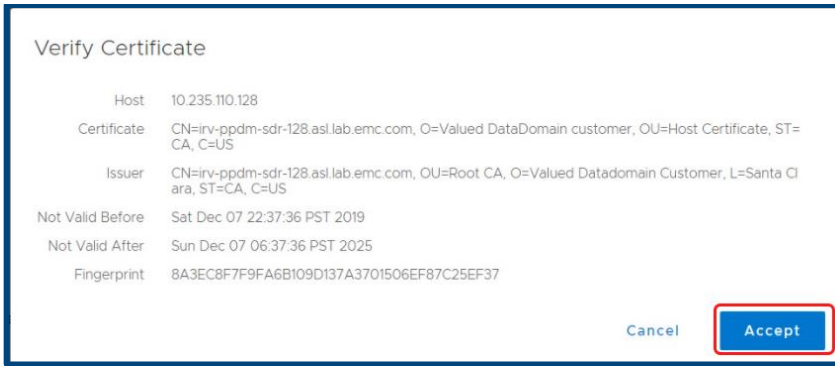 Verify Certificate
Host 10.235.110.128
Certificate CN=irv-ppdm-sdr-128.asl.lab.emc.com, O=Valued DataDomain customer, OU=Host Certificate, ST=
CA, C=US
Issuer CN=irv-ppdm-sdr-128.asl.lab.emc.com, OU=Root CA, O=Valued Datadomain Customer, L=Santa Cl
ara, ST=CA, C=US
Not Valid Before Sat Dec 07 22:37:36 PST 2019
Not Valid After Sun Dec 07 06:37:36 PST 2025
Fingerprint 8A3EC8F7F9FA6B109D137A3701506EF87C25EF37
Cancel Accept